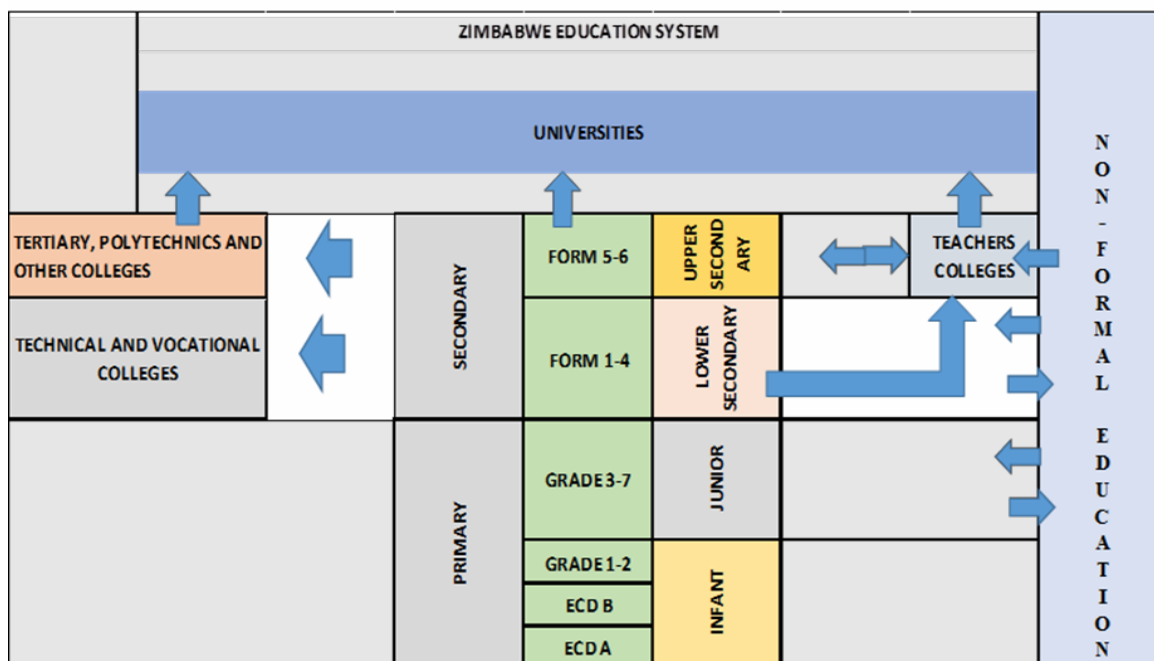 ZIMBABWE EDUCATION SYSTEM
UNIVERSITIES
TERTIARY, POLYTECHNICS AND
OTHER COLLEGES
TECHNICAL AND VOCATIONAL
COLLEGES
SECONDARY
FORM 5-6
UPPER
SECOND
ARY
TEACHERS
COLLEGES
FORM 1-4
LOWER
SECONDARY
PRIMARY
GRADE 3-7
JUNIOR
GRADE 1-2
ECD B
ECD A
INFANT
NON-FORMAL EDUCATION